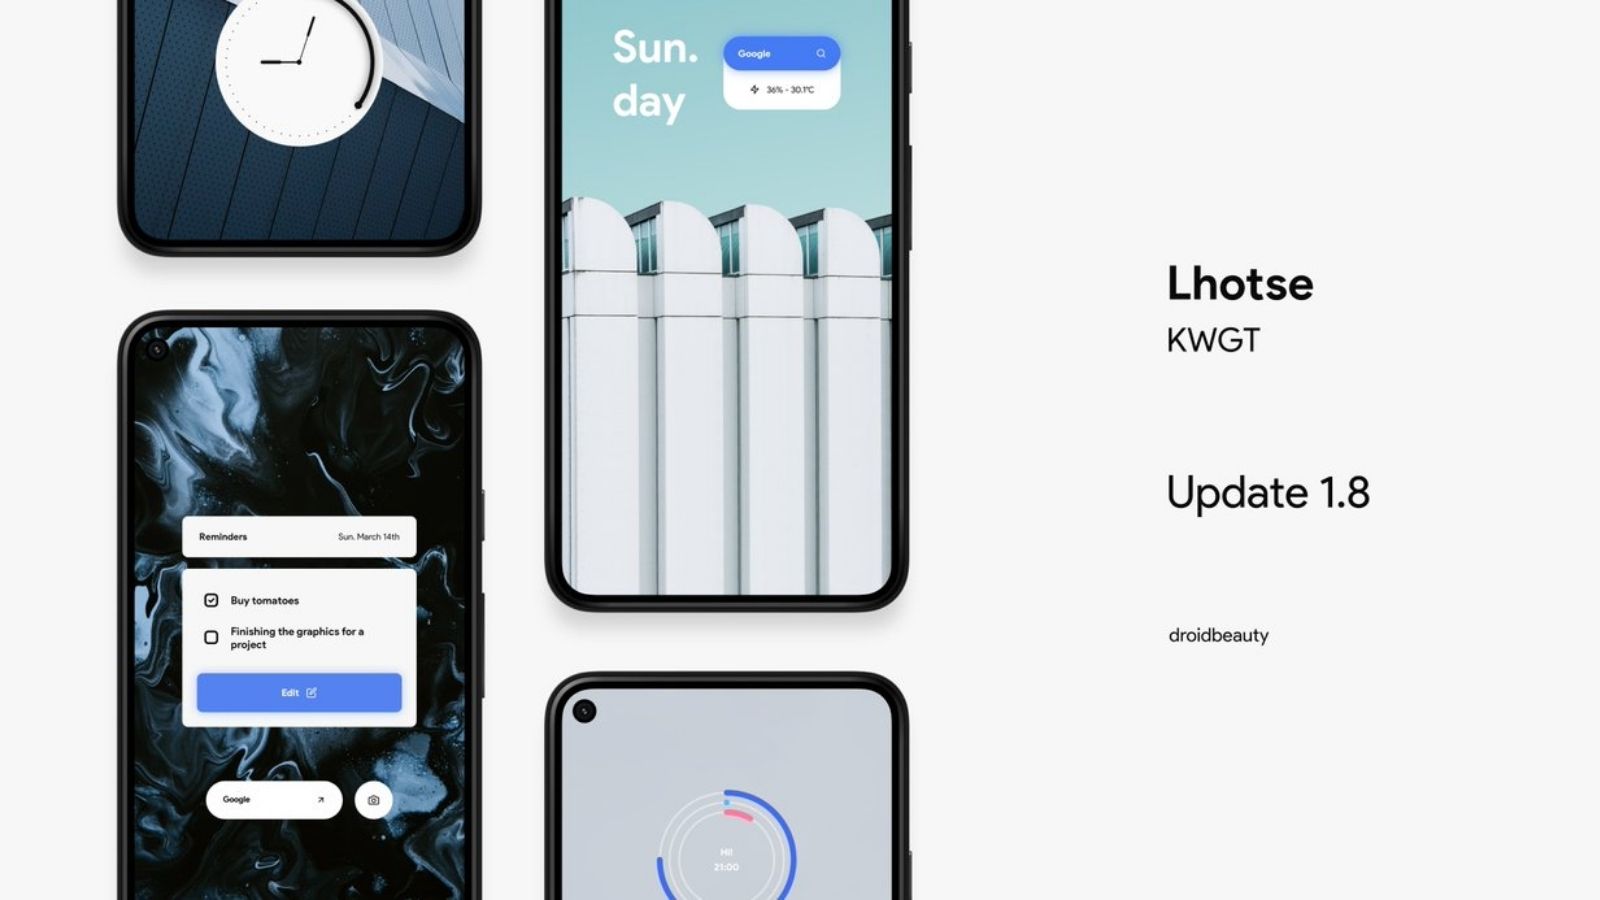 Sun.
day
Google
36% - 30.1°C
Reminders
Sun. March 14th
Buy tomatoes
Finishing the graphics for a
project
Edit
Google
Hi!
21:00
Lhotse
KWGT
Update 1.8
droidbeauty